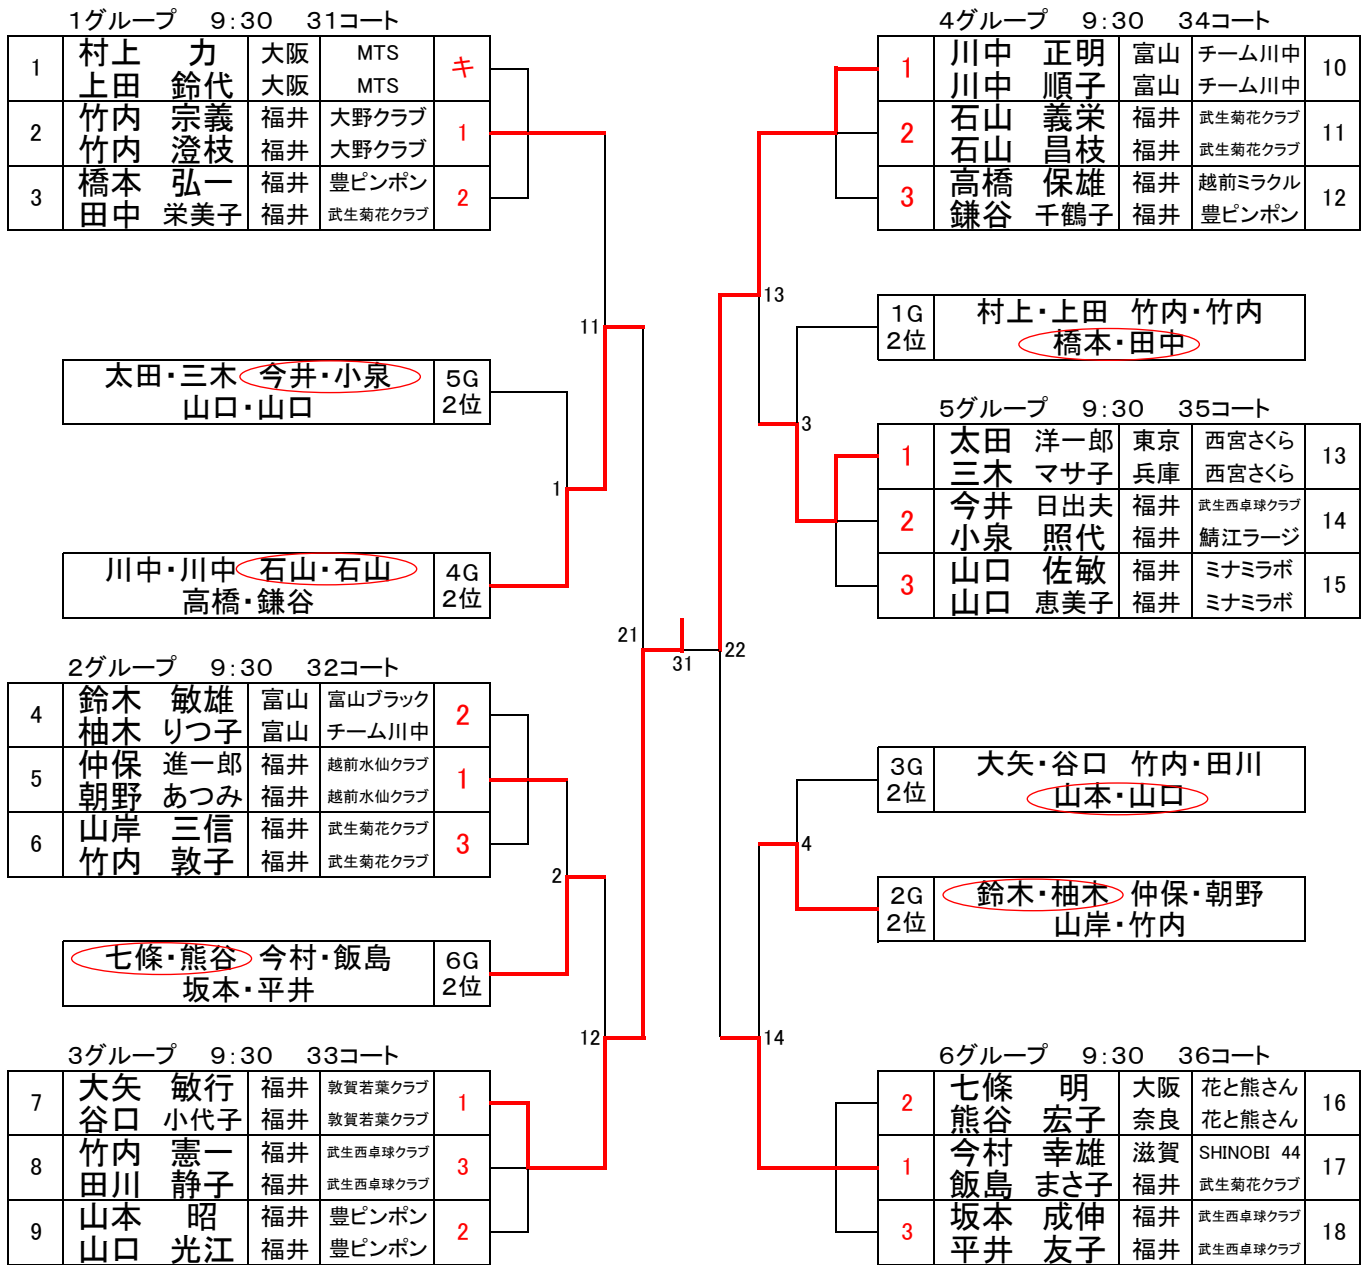 1グループ 9:30 31コート
1 村上 力 大阪 MTS キ
上田 鈴代 大阪 MTS
2 竹内 宗義 福井 大野クラブ 1
竹内 澄枝 福井 大野クラブ
3 橋本 弘一 福井 豊ピンポン 2
田中 栄美子 福井 武生菊花クラブ
11
太田・三木 今井・小泉 5G
山口・山口 2位
1
川中・川中 石山・石山 4G
高橋・鎌谷 2位
21
31
2グループ 9:30 32コート
4 鈴木 敏雄 富山 富山ブラック 2
柚木 りつ子 富山 チーム川中
5 仲保 進一郎 福井 越前水仙クラブ 1
朝野 あつみ 福井 越前水仙クラブ
6 山岸 三信 福井 武生菊花クラブ 3
竹内 敦子 福井 武生菊花クラブ
2
七條・熊谷 今村・飯島 6G
坂本・平井 2位
12
3グループ 9:30 33コート
7 大矢 敏行 福井 敦賀若葉クラブ 1
谷口 小代子 福井 敦賀若葉クラブ
8 竹内 憲一 福井 武生西卓球クラブ 3
田川 静子 福井 武生西卓球クラブ
9 山本 昭 福井 豊ピンポン 2
山口 光江 福井 豊ピンポン
4グループ 9:30 34コート
1 川中 正明 富山 チーム川中 10
川中 順子 富山 チーム川中
2 石山 義栄 福井 武生菊花クラブ 11
石山 昌枝 福井 武生菊花クラブ
3 高橋 保雄 福井 越前ミラクル 12
鎌谷 千鶴子 福井 豊ピンポン
13
1G 村上・上田 竹内・竹内
2位 橋本・田中
3
5グループ 9:30 35コート
1 太田 洋一郎 東京 西宮さくら 13
三木 マサ子 兵庫 西宮さくら
2 今井 日出夫 福井 武生西卓球クラブ 14
小泉 照代 福井 鯖江ラージ
3 山口 佐敏 福井 ミナミラボ 15
山口 恵美子 福井 ミナミラボ
22
3G 大矢・谷口 竹内・田川
2位 山本・山口
4
2G 鈴木・柚木 仲保・朝野
2位 山岸・竹内
14
6グループ 9:30 36コート
2 七條 明 大阪 花と熊さん 16
熊谷 宏子 奈良 花と熊さん
1 今村 幸雄 滋賀 SHINOBI 44 17
飯島 まさ子 福井 武生菊花クラブ
3 坂本 成伸 福井 武生西卓球クラブ 18
平井 友子 福井 武生西卓球クラブ